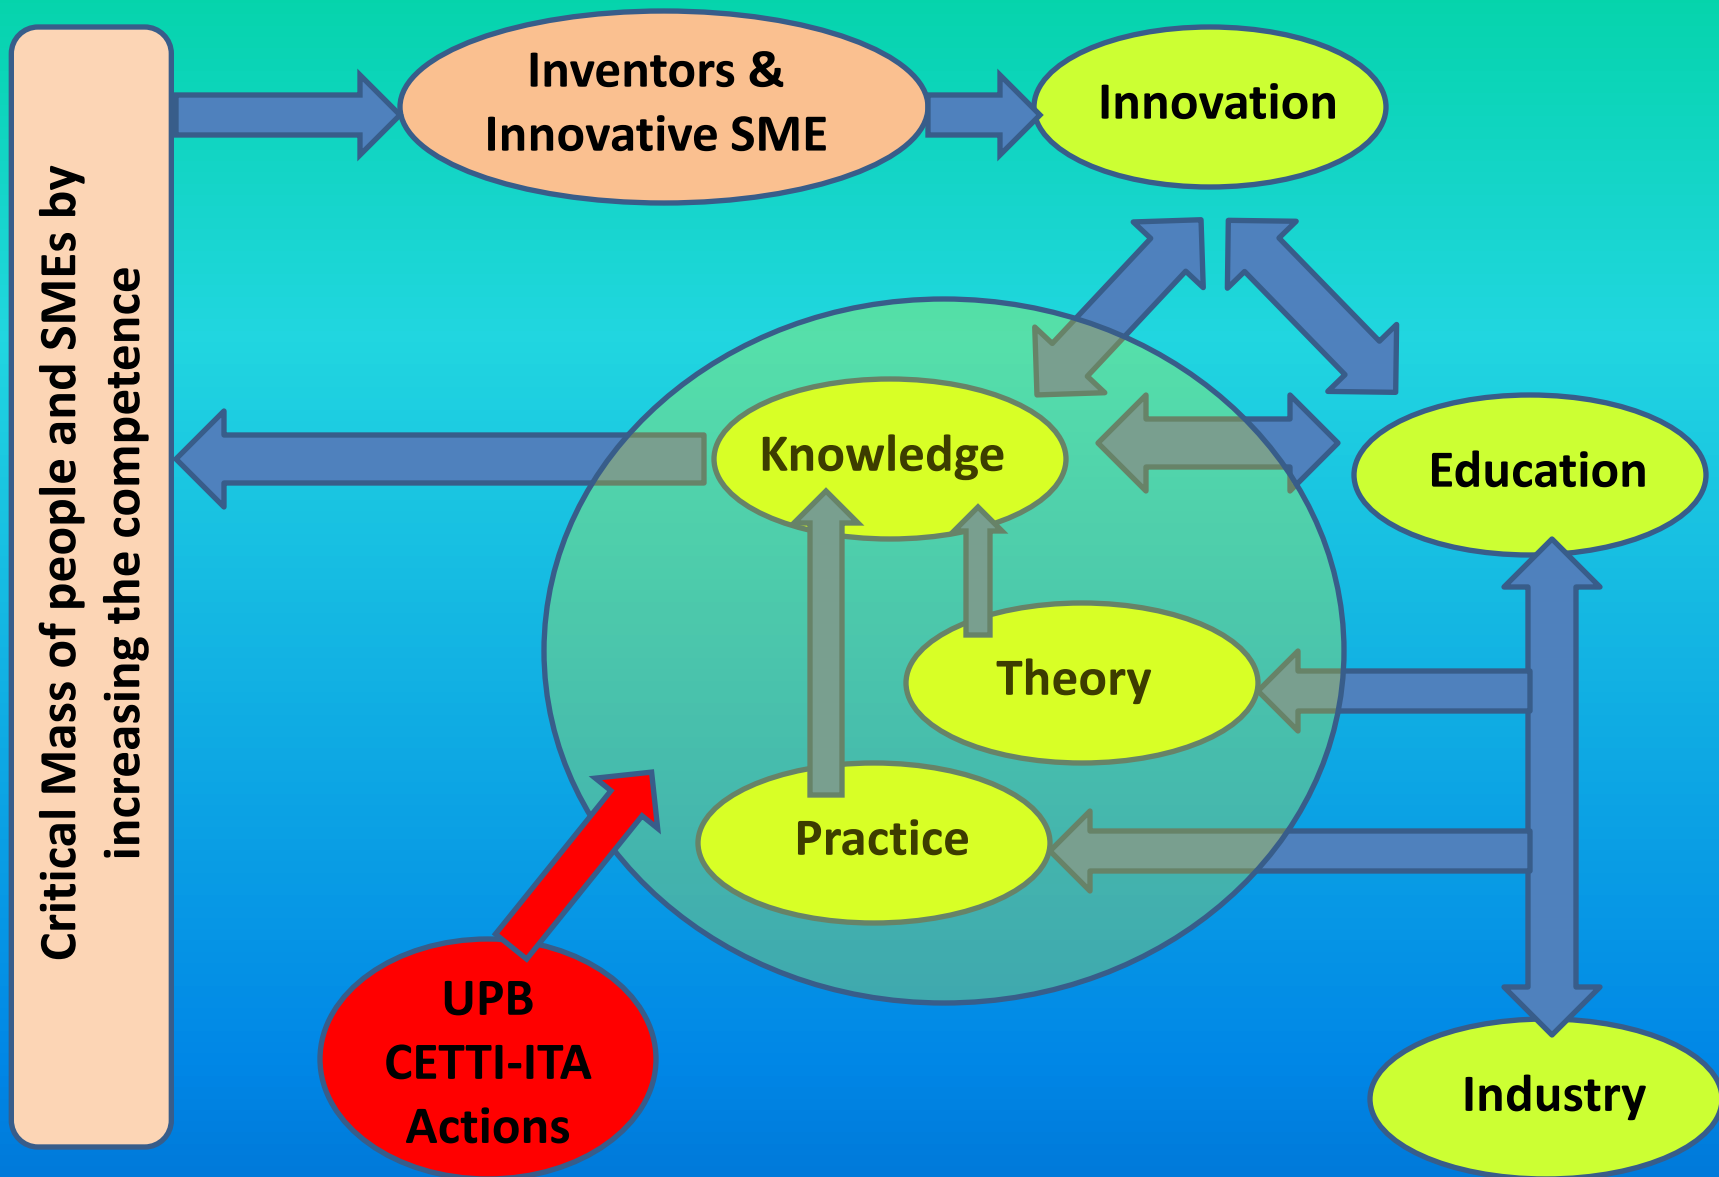 Critical Mass of people and SMEs by
increasing the competence
Inventors &
Innovative SME
Innovation
Knowledge
Education
Theory
Practice
UPB
CETTI-ITA
Actions
Industry